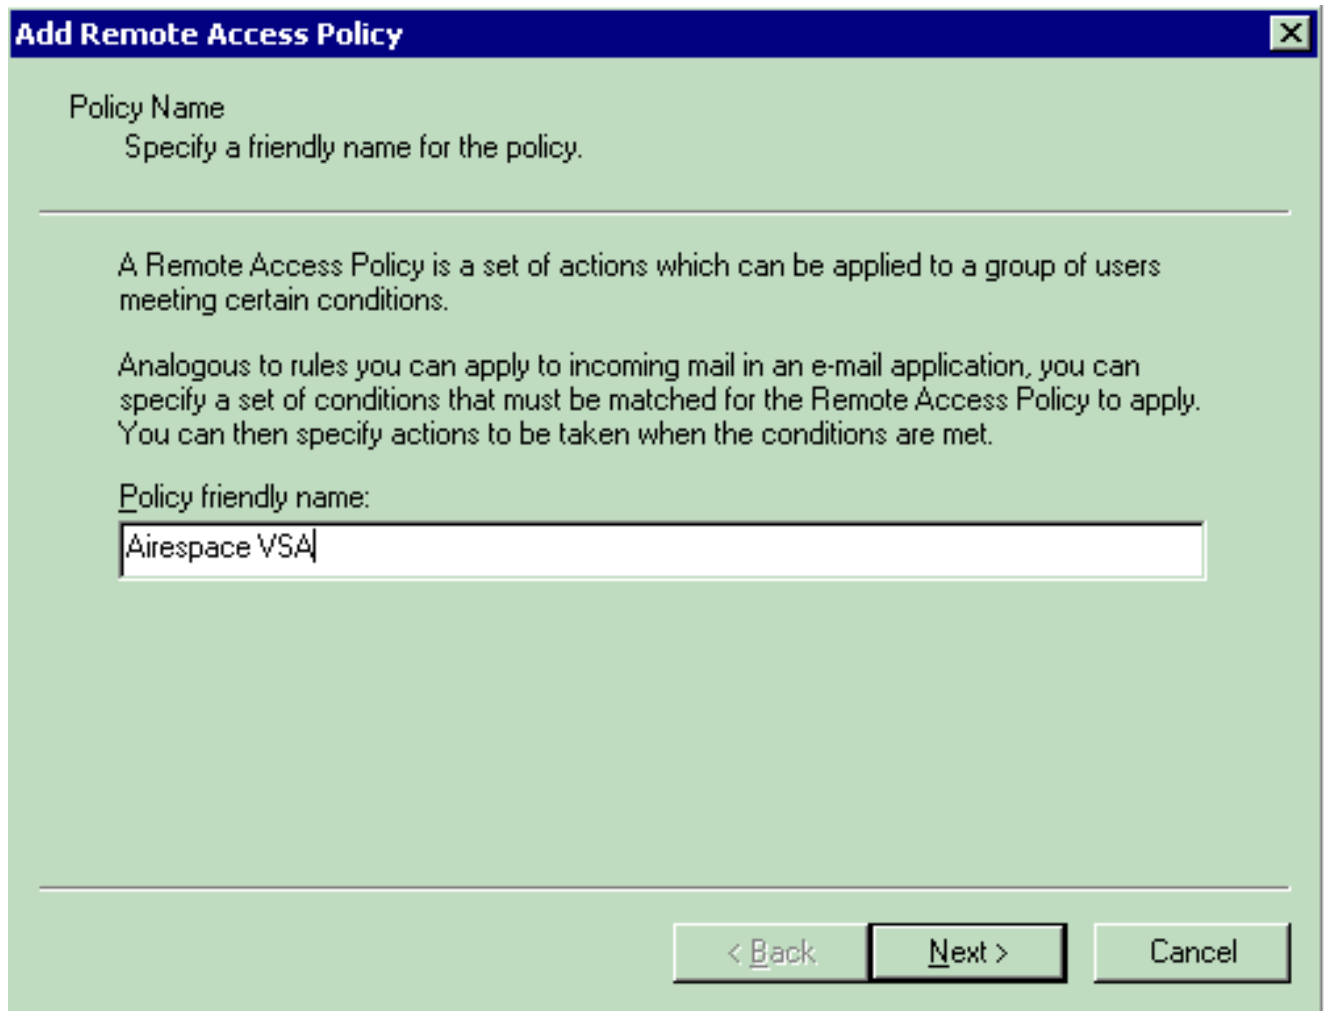 Add Remote Access Policy
Policy Name
Specify a friendly name for the policy.
A Remote Access Policy is a set of actions which can be applied to a group of users
meeting certain conditions.
Analogous to rules you can apply to incoming mail in an e-mail application, you can
specify a set of conditions that must be matched for the Remote Access Policy to apply.
You can then specify actions to be taken when the conditions are met.
Policy friendly name:
Airespace VSA
< Back Next > Cancel